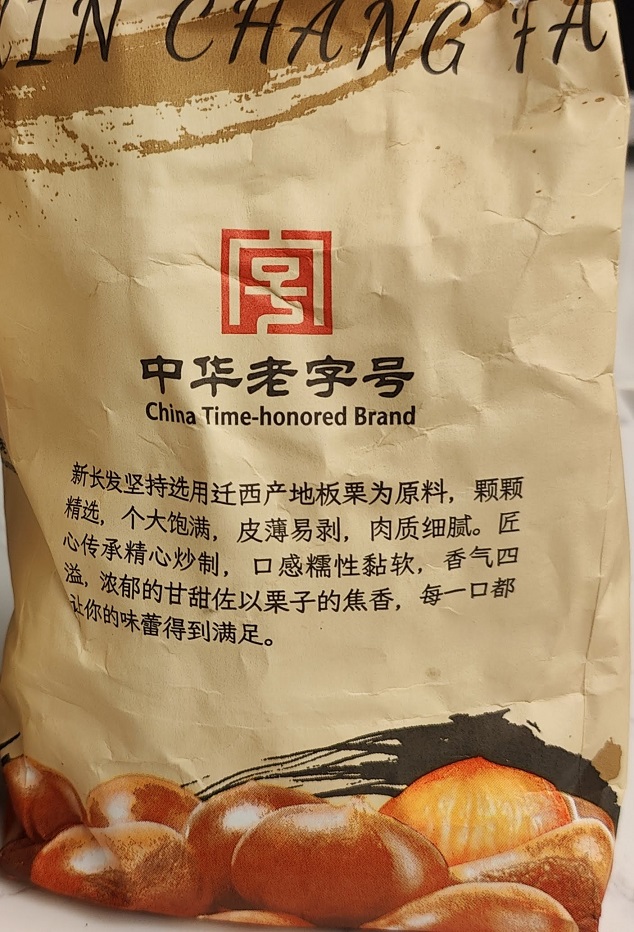 XIN CHANG FA
号
中华老字号
China Time-honored Brand
新长发坚持选用迁西产地板栗为原料，颗颗
精选，个大饱满，皮薄易剥，肉质细腻。匠
心传承精心炒制，口感糯性黏软，香气四
溢，浓郁的甘甜佐以栗子的焦香，每一口都
让你的味蕾得到满足。